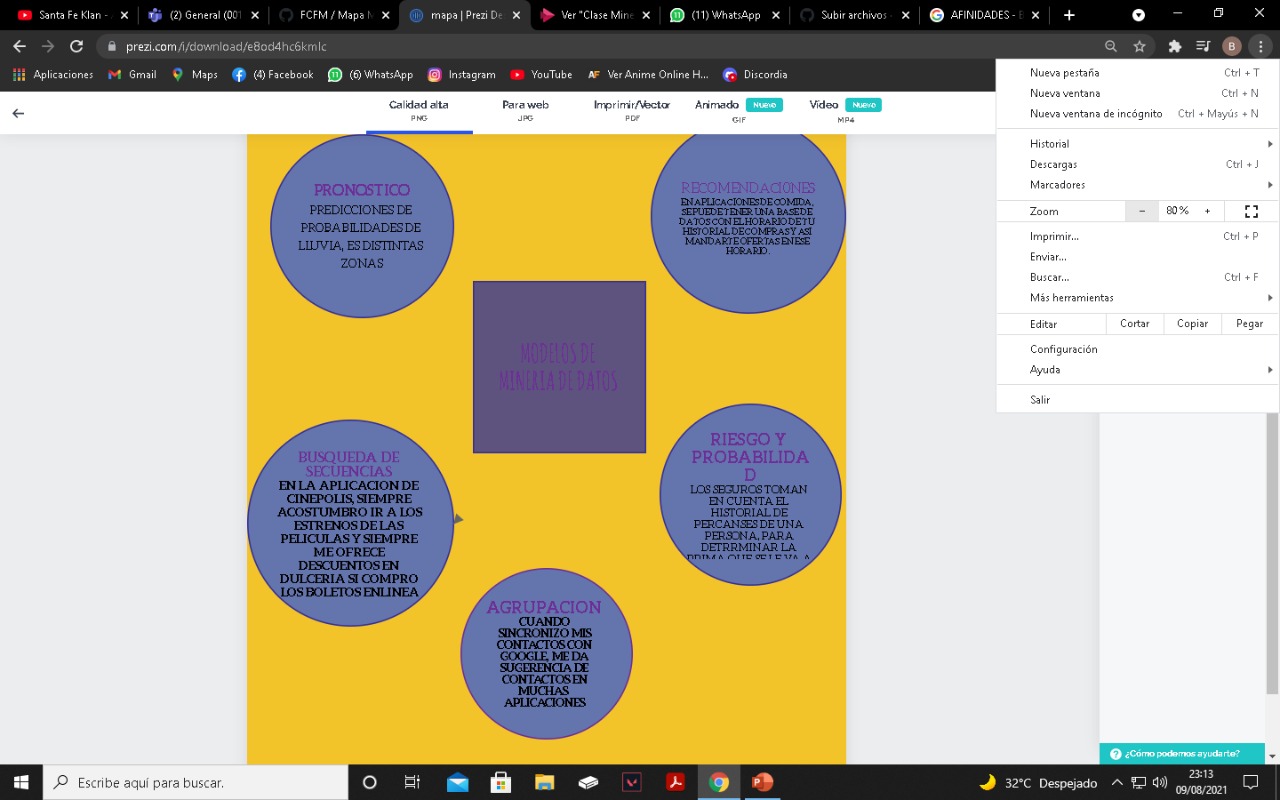 Santa Fe Klan -
(2) General (001
FCFM / Mapa M
mapa | Prezi De
Ver "Clase Mine
(11) WhatsApp
Subir archivos
AFINIDADES -
B
prezi.com/i/download/e8od4hc6kmlc
Aplicaciones
Gmail
Maps
(4) Facebook
(6) WhatsApp
Instagram
YouTube
AF Ver Anime Online H...
Discordia
Calidad alta
PNG
Para web
JPG
Imprimir/Vector
PDF
Animado Nuevo
GIF
Vídeo Nuevo
MP4
Nueva pestaña Ctrl + T
Nueva ventana Ctrl + N
Nueva ventana de incógnito Ctrl + Mayús + N
Historial
Descargas Ctrl + J
Marcadores
Zoom - 80% +
Imprimir... Ctrl + P
Enviar...
Buscar... Ctrl + F
Más herramientas
Editar Cortar Copiar Pegar
Configuración
Ayuda
Salir
PRONOSTICO
PREDICCIONES DE
PROBABILIDADES DE
LLUVIA, ES DISTINTAS
ZONAS
RECOMENDACIONES
EN APLICACIONES DE COMIDA,
SE PUEDE TENER UNA BASE DE
DATOS CON EL HORARIO DE TU
HISTORIAL DE COMPRAS Y ASI
MANDARTE OFERTAS EN ESE
HORARIO.
MODELOS DE
MINERIA DE DATOS
BUSQUEDA DE
SECUENCIAS
EN LA APLICACION DE
CINEPOLIS, SIEMPRE
ACOSTUMBRO IR A LOS
ESTRENOS DE LAS
PELICULAS Y SIEMPRE
ME OFRECE
DESCUENTOS EN
DULCERIA SI COMPRO
LOS BOLETOS ENLINEA
RIESGO Y
PROBABILIDA
D
LOS SEGUROS TOMAN
EN CUENTA EL
HISTORIAL DE
PERCANSES DE UNA
PERSONA, PARA
DETRRMINAR LA
PRIMA QUE SE LE VA A
AGRUPACION
CUANDO
SINCRONIZO MIS
CONTACTOS CON
GOOGLE, ME DA
SUGERENCIA DE
CONTACTOS EN
MUCHAS
APLICACIONES
¿Cómo podemos ayudarte?
Escribe aquí para buscar.
32°C Despejado
23:13
09/08/2021